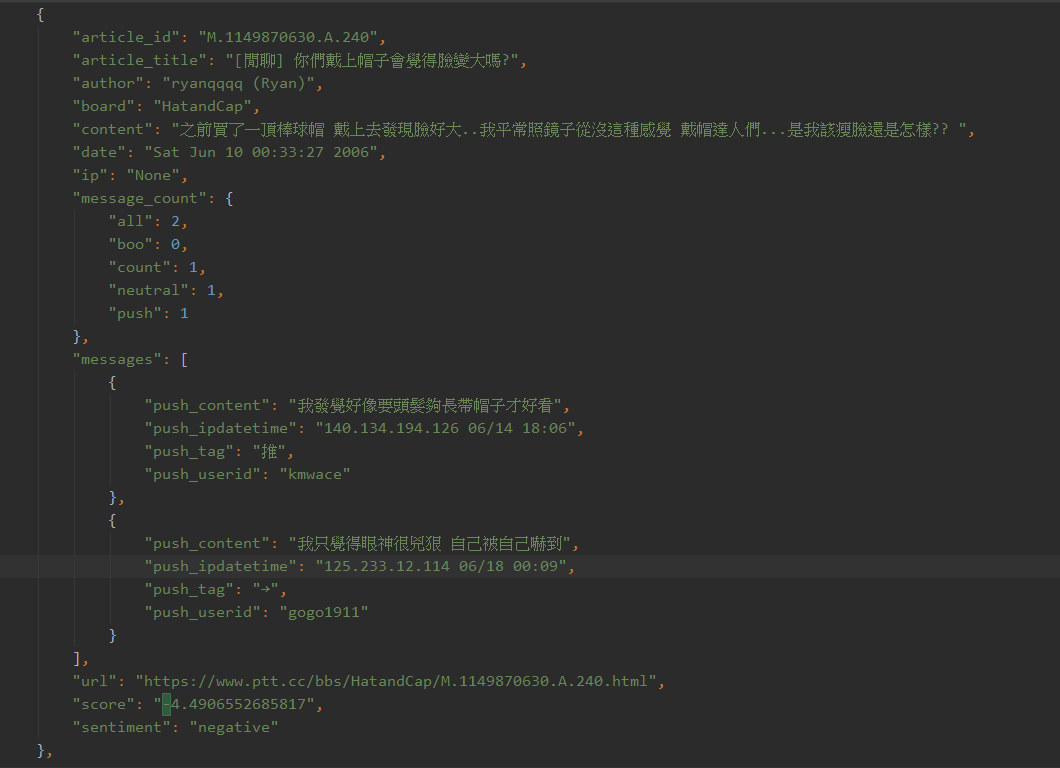 {
"article_id": "M.1149870630.A.240",
"article_title": "[閒聊] 你們戴上帽子會覺得臉變大嗎?",
"author": "ryanqqqq (Ryan)",
"board": "HatandCap",
"content": "之前買了一頂棒球帽 戴上去發現臉好大..我平常照鏡子從沒這種感覺 戴帽達人們...是我該瘦臉還是怎樣?? ",
"date": "Sat Jun 10 00:33:27 2006",
"ip": "None",
"message_count": {
"all": 2,
"boo": 0,
"count": 1,
"neutral": 1,
"push": 1
},
"messages": [
{
"push_content": "我發覺好像要頭髮夠長帶帽子才好看",
"push_ipdatetime": "140.134.194.126 06/14 18:06",
"push_tag": "推",
"push_userid": "kmwace"
},
{
"push_content": "我只覺得眼神很兇狠 自己被自己嚇到",
"push_ipdatetime": "125.233.12.114 06/18 00:09",
"push_tag": "→",
"push_userid": "gogo1911"
}
],
"url": "https://www.ptt.cc/bbs/HatandCap/M.1149870630.A.240.html",
"score": "-4.4906552685817",
"sentiment": "negative"
},